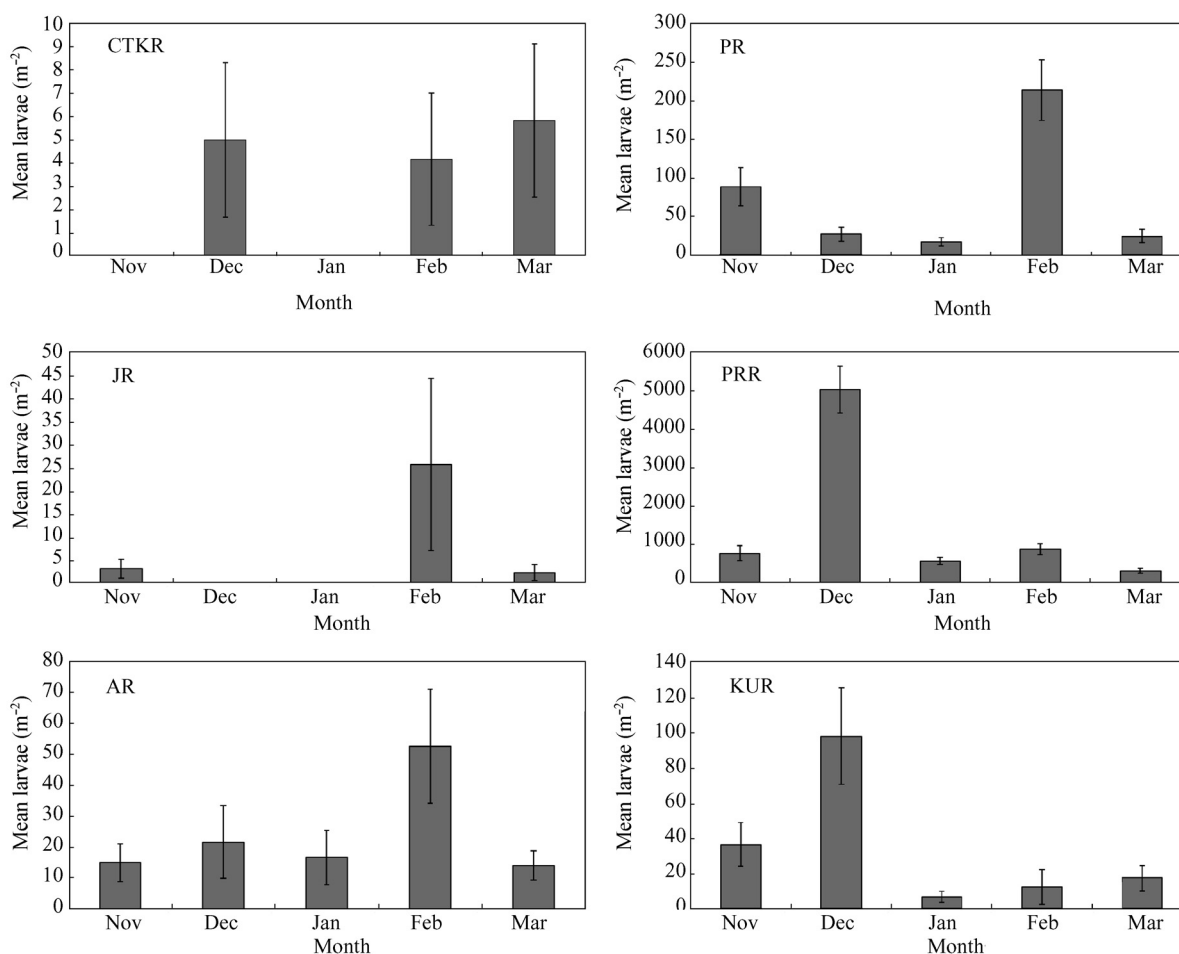 CTKR
Mean larvae (m⁻²)
10
9
8
7
6
5
4
3
2
1
0
Nov Dec Jan Feb Mar
Month
PR
Mean larvae (m⁻²)
300
250
200
150
100
50
0
Nov Dec Jan Feb Mar
Month
JR
Mean larvae (m⁻²)
50
45
40
35
30
25
20
15
10
5
0
Nov Dec Jan Feb Mar
Month
PRR
Mean larvae (m⁻²)
6000
5000
4000
3000
2000
1000
0
Nov Dec Jan Feb Mar
Month
AR
Mean larvae (m⁻²)
80
70
60
50
40
30
20
10
0
Nov Dec Jan Feb Mar
Month
KUR
Mean larvae (m⁻²)
140
120
100
80
60
40
20
0
Nov Dec Jan Feb Mar
Month